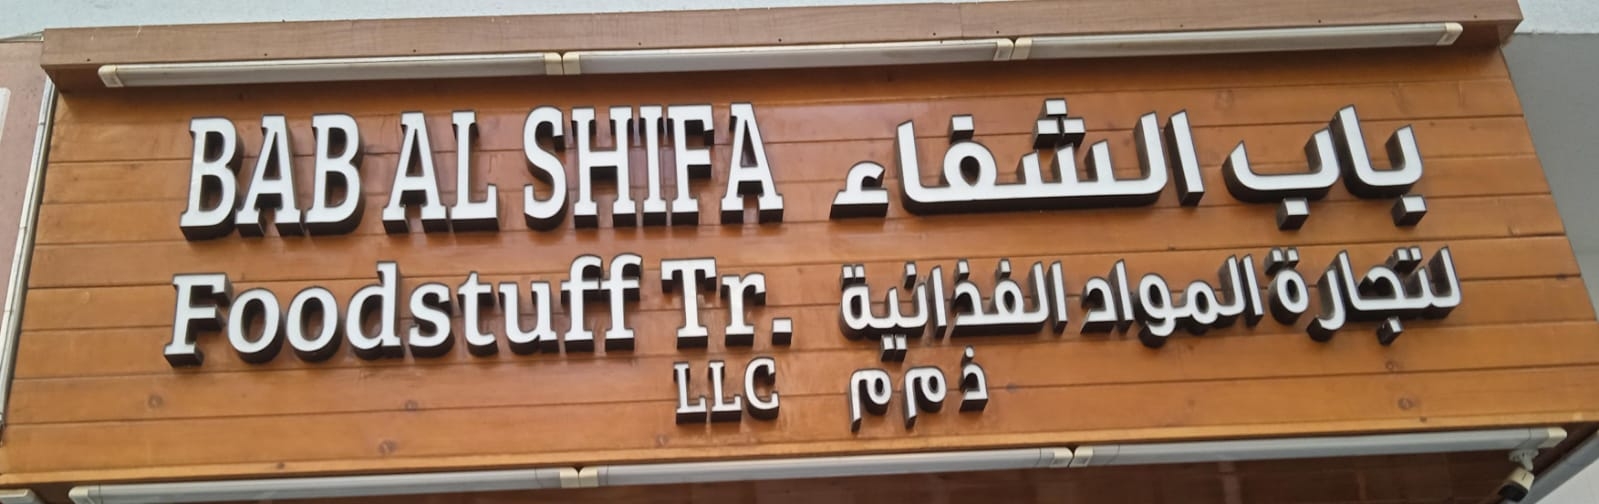 BAB AL SHIFA باب الشفاء
Foodstuff Tr. لتجارة المواد الغذائية
LLC ذ م م